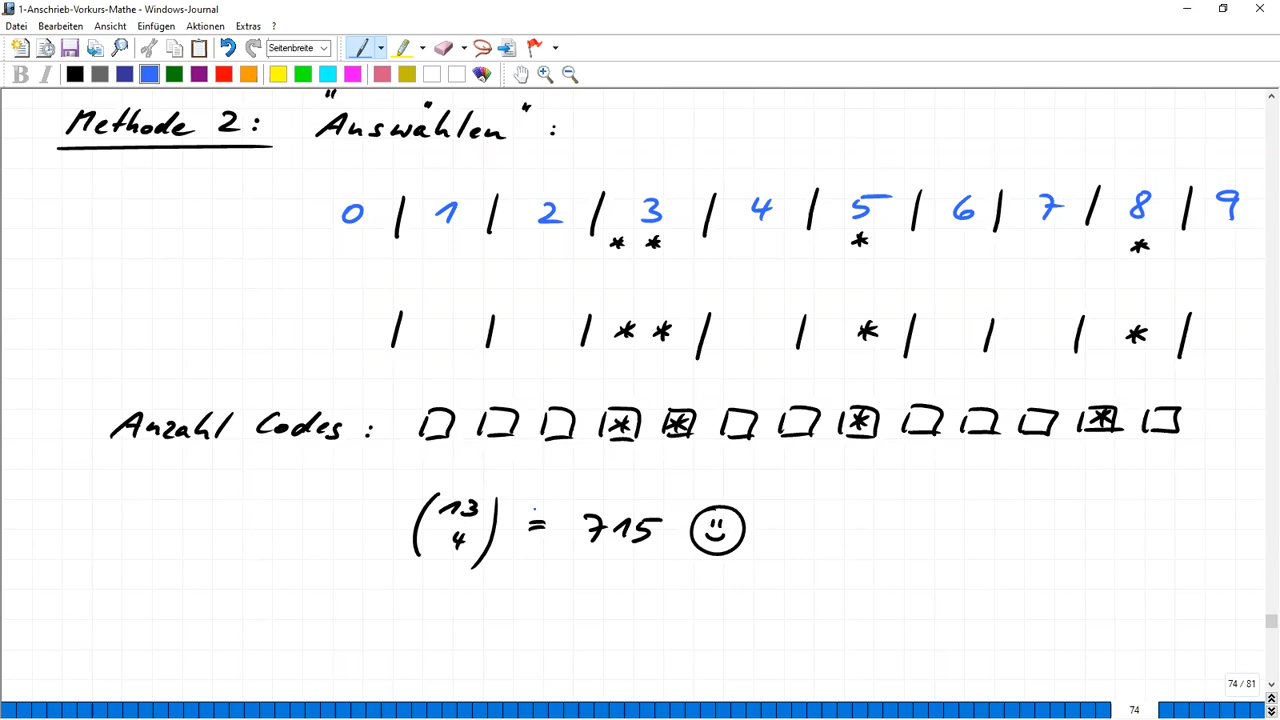 1-Anschrieb-Vorkurs-Mathe - Windows-Journal
Datei Bearbeiten Ansicht Einfügen Aktionen Extras ?
Seitenbreite
B I
Methode 2: "Auswählen":
0 | 1 | 2 | 3 | 4 | 5 | 6 | 7 | 8 | 9
* * * *
| | | * * | | * | | | * |
Anzahl Codes: □ □ □ * * □ □ * □ □ □ * □
(13 4) = 715
74 / 81
74